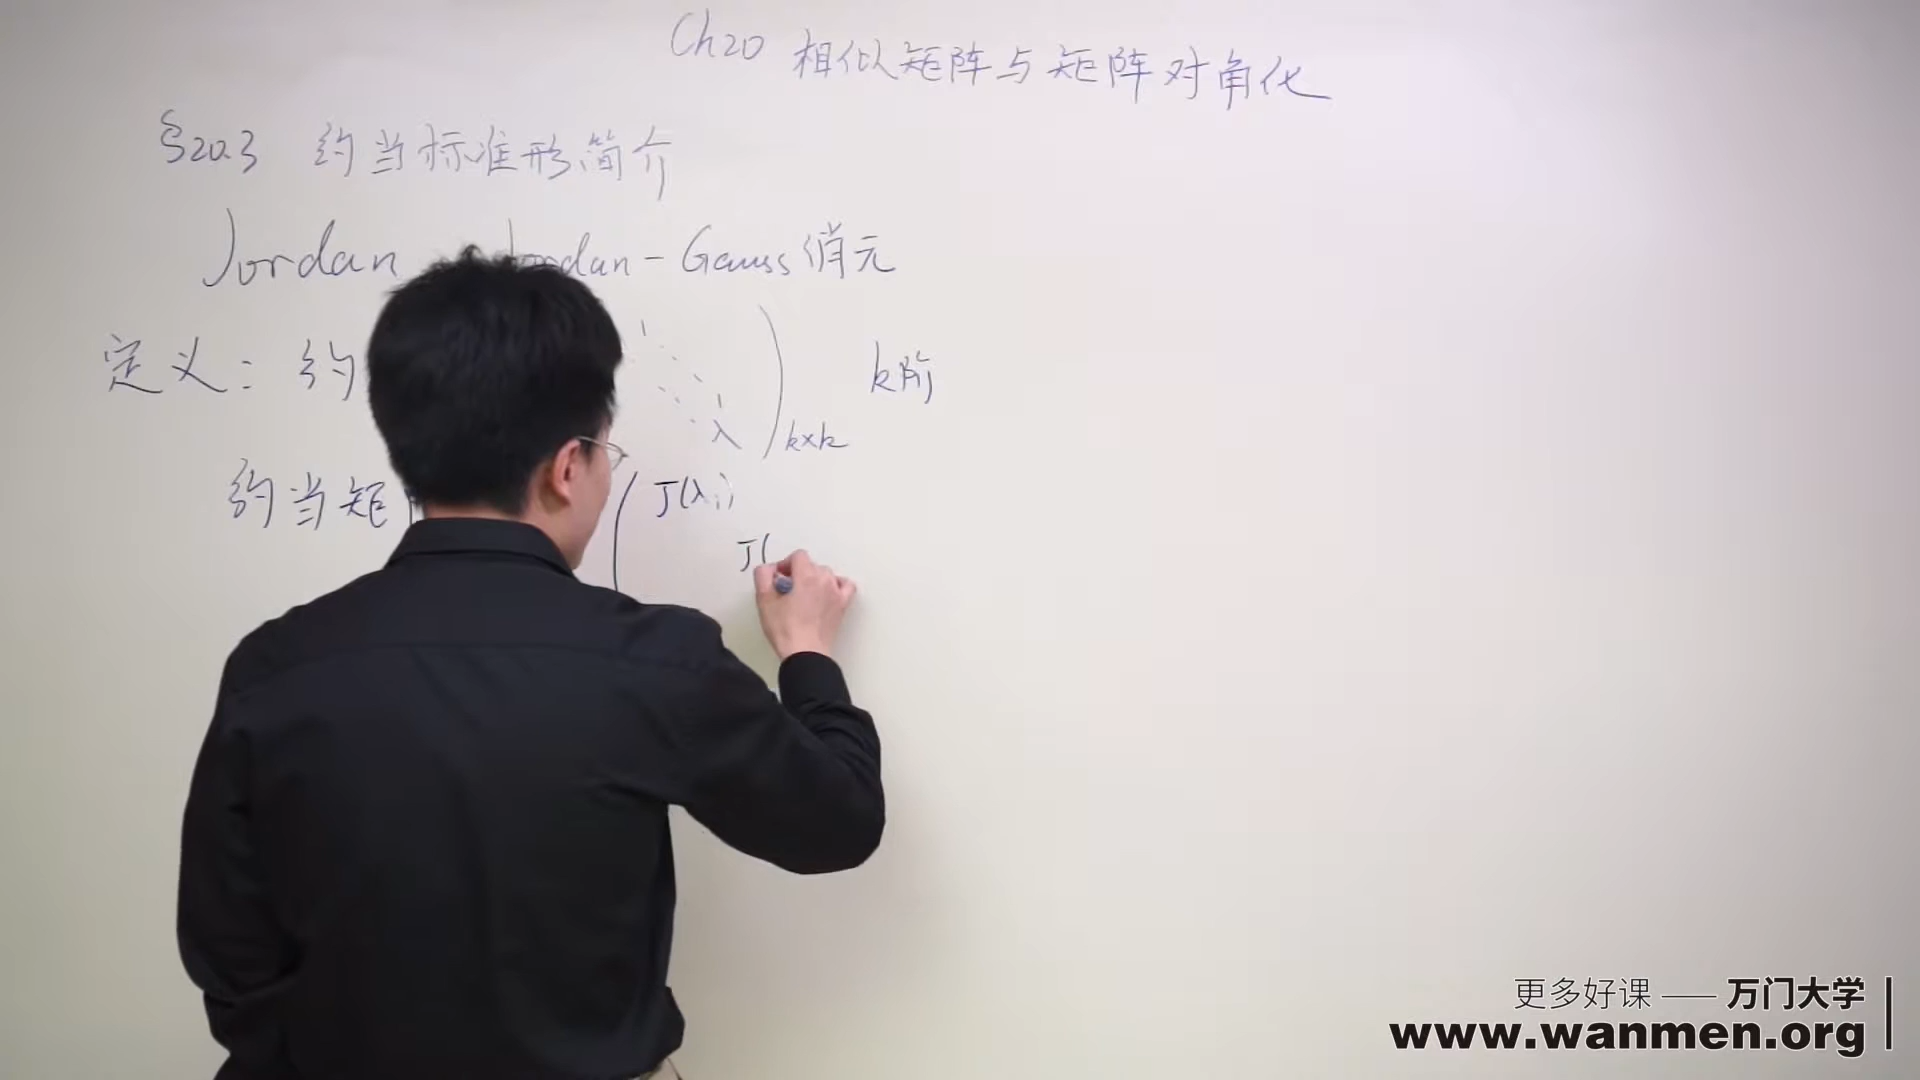 Ch20 相似矩阵与矩阵对角化
§20.3 约当标准形简介
Jordan Jordan-Gauss 消元
定义: 约 λ k×k k阶
约当矩 J(λ₁)
J(
更多好课 —— 万门大学
www.wanmen.org